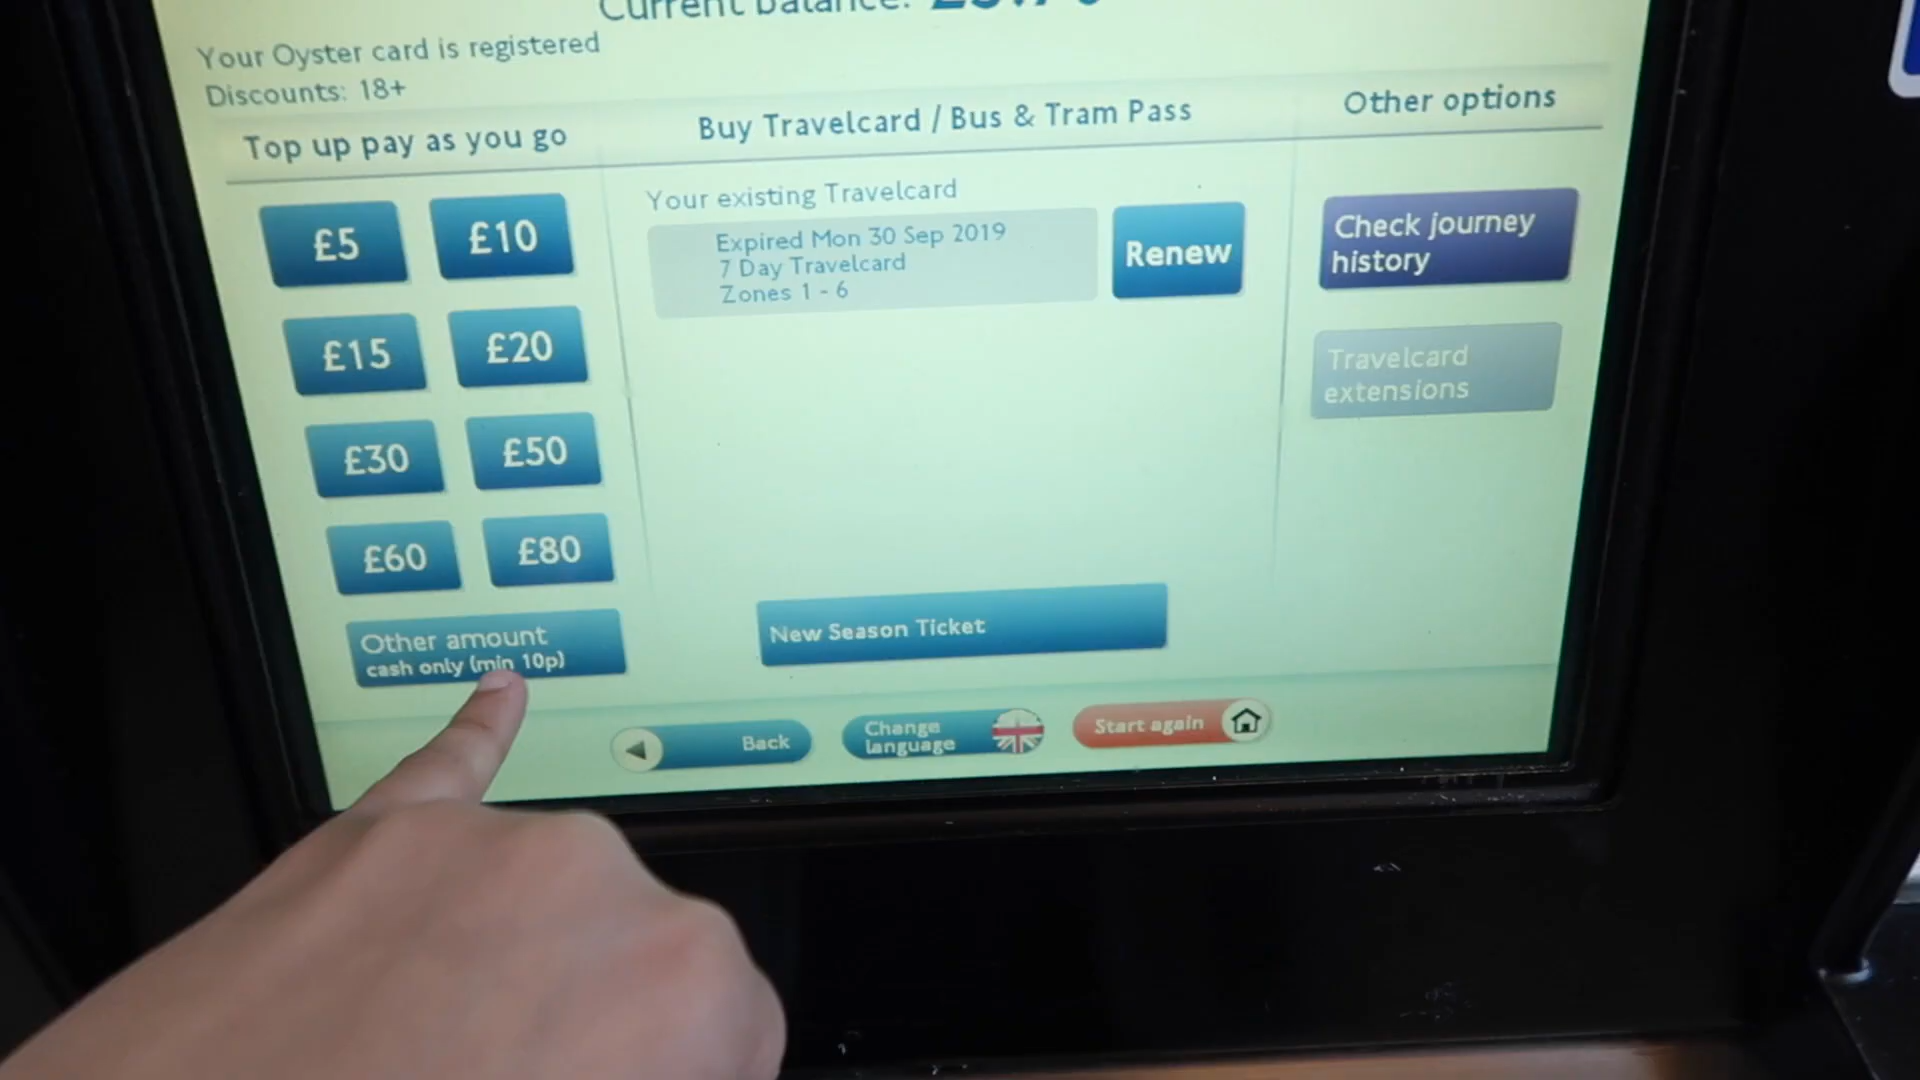 Current balance:
Your Oyster card is registered
Discounts: 18+
Top up pay as you go
Buy Travelcard / Bus & Tram Pass
Other options
£5
£10
£15
£20
£30
£50
£60
£80
Other amount
cash only (min 10p)
Your existing Travelcard
Expired Mon 30 Sep 2019
7 Day Travelcard
Zones 1 - 6
Renew
New Season Ticket
Check journey
history
Travelcard
extensions
Back
Change
language
Start again